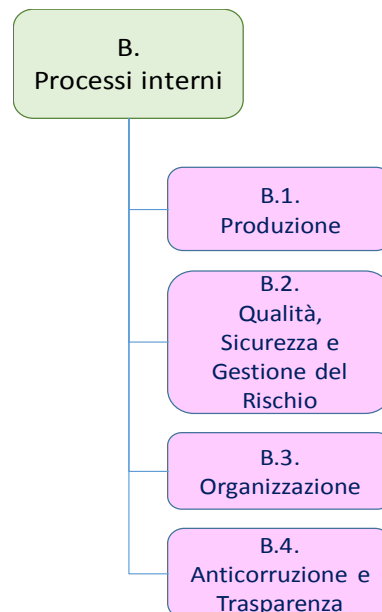 B.
Processi interni
B.1.
Produzione
B.2.
Qualità,
Sicurezza e
Gestione del
Rischio
B.3.
Organizzazione
B.4.
Anticorruzione e
Trasparenza